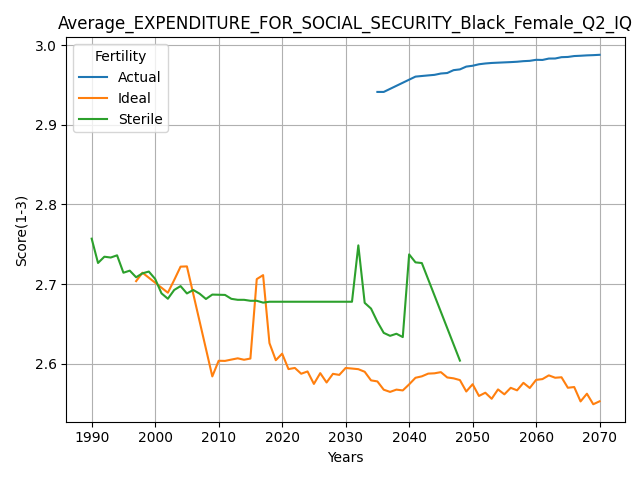 Average_EXPENDITURE_FOR_SOCIAL_SECURITY_Black_Female_Q2_IQ
Fertility
Actual
Ideal
Sterile
Score(1-3)
3.0
2.9
2.8
2.7
2.6
1990 2000 2010 2020 2030 2040 2050 2060 2070
Years